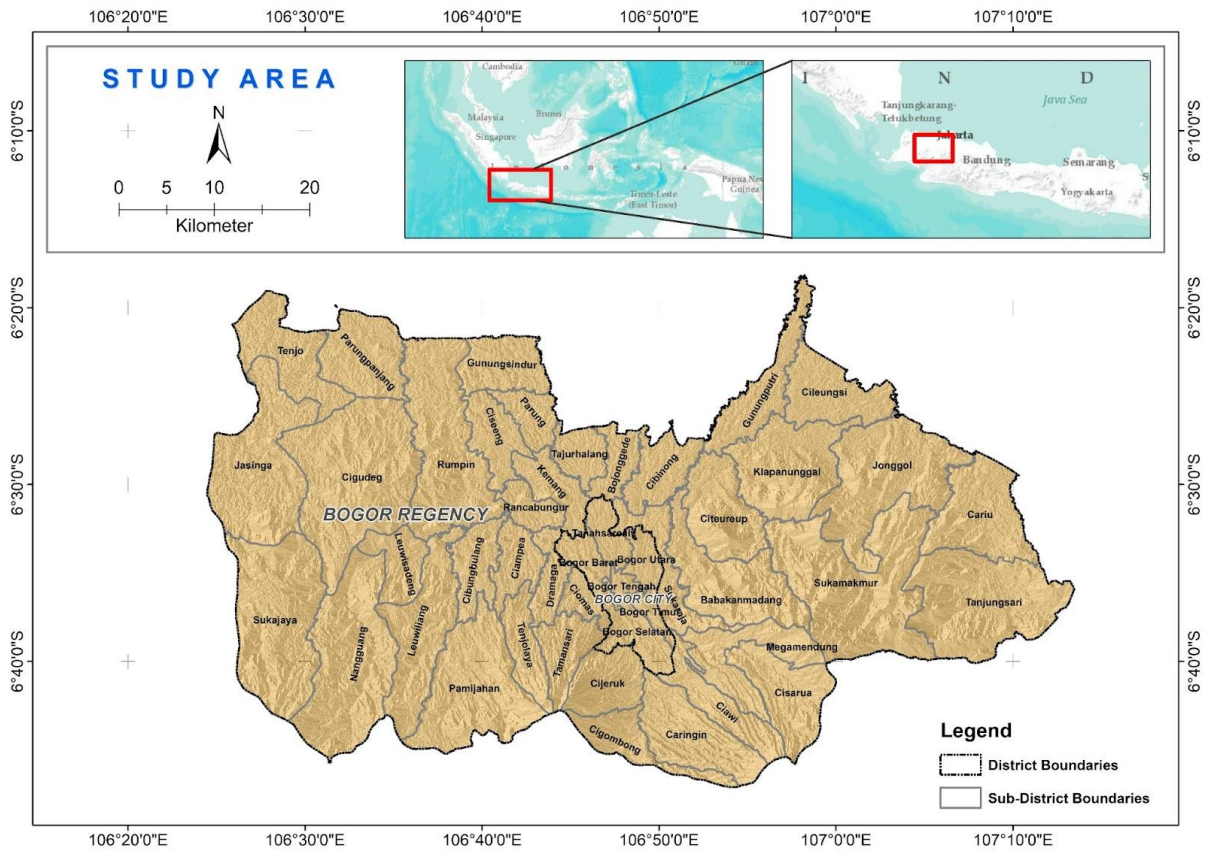 106°20'0"E 106°30'0"E 106°40'0"E 106°50'0"E 107°0'0"E 107°10'0"E
STUDY AREA
N
0 5 10 20
Kilometer
Cambodia
Malaysia
Brunei
Singapore
Papua New
Guinea
Timor-Leste
(East Timor)
I N D
Java Sea
Tanjungkarang-
Telukbetung
Jakarta
Bandung
Semarang
Yogyakarta
S
6°10'0"S 6°10'0"S
6°20'0"S 6°20'0"S
Tenjo
Parungpanjang
Gunungsindur
Gunungputri
Cileungsi
Ciseeng
Parung
Tajurhalang
Bojonggede
Cibinong
Jasinga
Cigudeg
Rumpin
Kemang
Klapanunggal
Jonggol
6°30'0"S 6°30'0"S
BOGOR REGENCY
Rancabungur
Citeureup
Cariu
Tanahsareal
Leuwisadeng
Cibungbulang
Ciampea
Dramaga
Ciomas
Bogor Barat
Bogor Utara
Bogor Tengah
BOGOR CITY
Bogor Timur
Bogor Selatan
Sukaraja
Babakanmadang
Sukamakmur
Tanjungsari
Sukajaya
Nangguang
Leuwiliang
Pamijahan
Tenjolaya
Tamansari
Megamendung
6°40'0"S 6°40'0"S
Cijeruk
Cisarua
Ciawi
Caringin
Cigombong
Legend
District Boundaries
Sub-District Boundaries
106°20'0"E 106°30'0"E 106°40'0"E 106°50'0"E 107°0'0"E 107°10'0"E